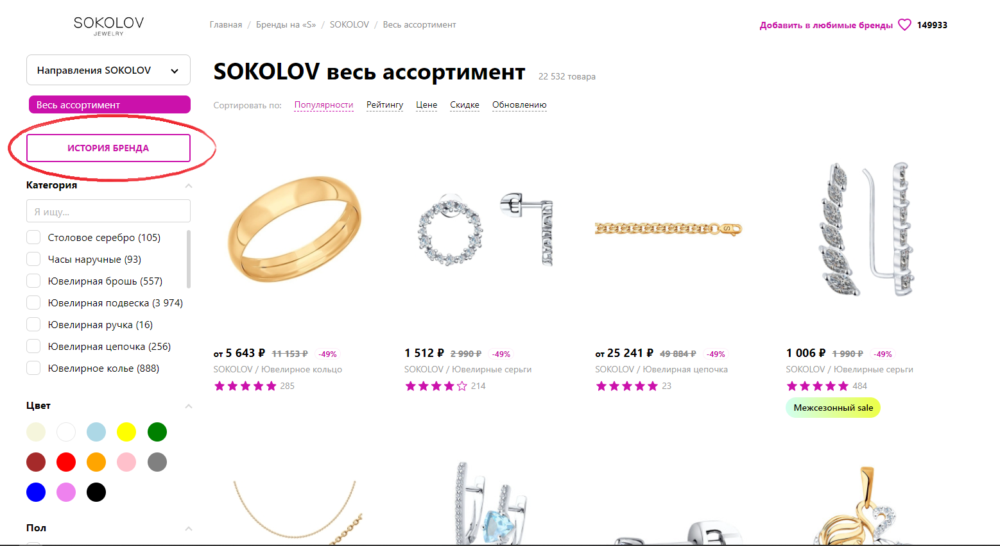 SOKOLOV
JEWELRY
Главная / Бренды на «S» / SOKOLOV / Весь ассортимент
Добавить в любимые бренды 149933
Направления SOKOLOV
Весь ассортимент
ИСТОРИЯ БРЕНДА
Категория
Я ищу...
Столовое серебро (105)
Часы наручные (93)
Ювелирная брошь (557)
Ювелирная подвеска (3 974)
Ювелирная ручка (16)
Ювелирная цепочка (256)
Ювелирное колье (888)
Цвет
Пол
SOKOLOV весь ассортимент 22 532 товара
Сортировать по: Популярности Рейтингу Цене Скидке Обновлению
от 5 643 ₽ 11 153 ₽ -49%
SOKOLOV / Ювелирное кольцо
285
1 512 ₽ 2 990 ₽ -49%
SOKOLOV / Ювелирные серьги
214
от 25 241 ₽ 49 884 ₽ -49%
SOKOLOV / Ювелирная цепочка
23
1 006 ₽ 1 990 ₽ -49%
SOKOLOV / Ювелирные серьги
484
Межсезонный sale